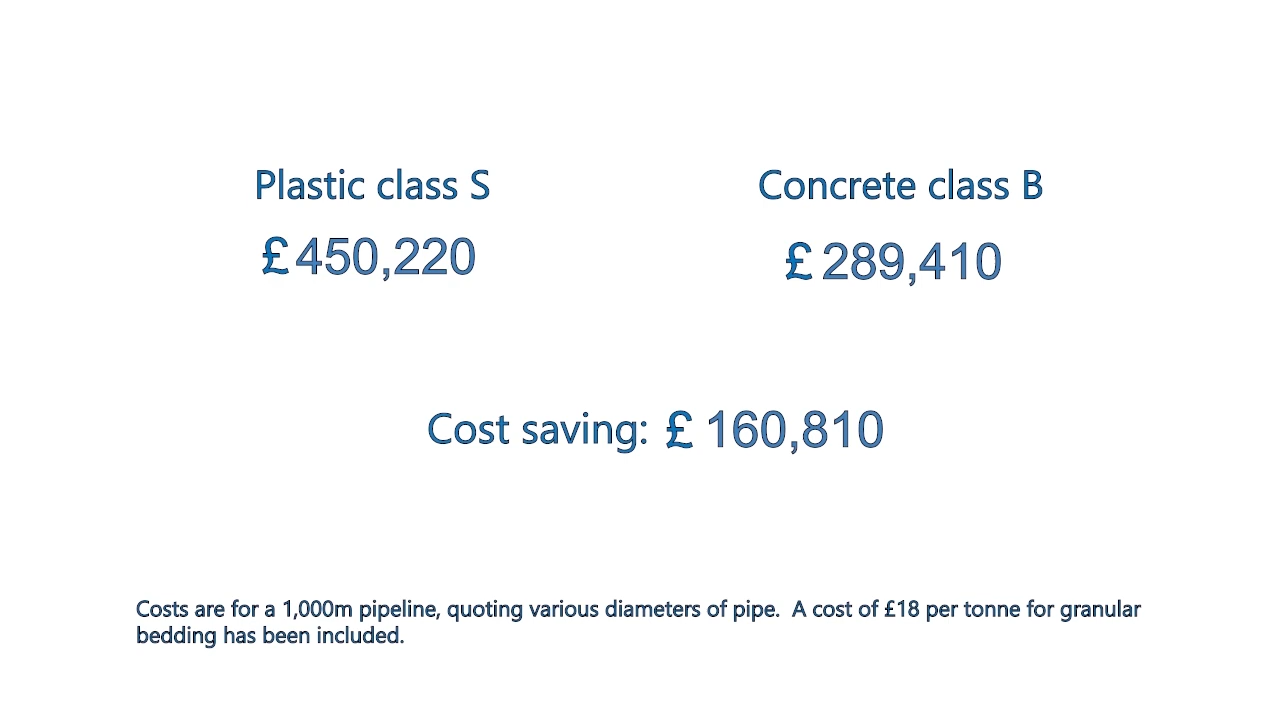 Plastic class S
Concrete class B
£450,220
£289,410
Cost saving: £ 160,810
Costs are for a 1,000m pipeline, quoting various diameters of pipe.  A cost of £18 per tonne for granular
bedding has been included.